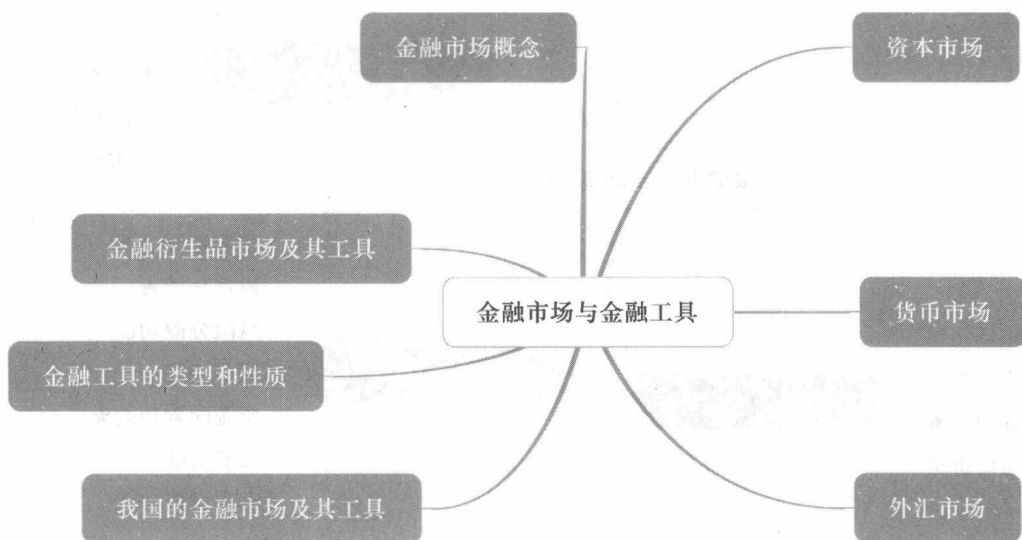 金融市场概念
资本市场
金融衍生品市场及其工具
金融市场与金融工具
货币市场
金融工具的类型和性质
我国的金融市场及其工具
外汇市场